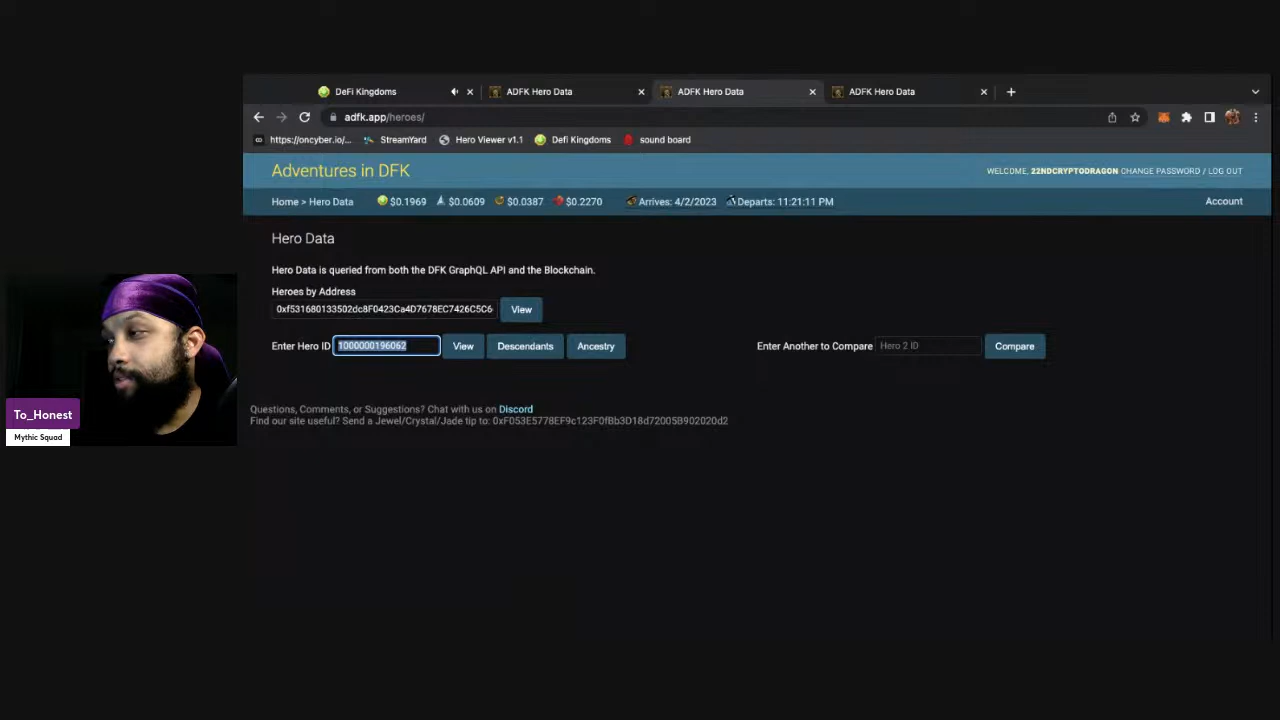 DeFi Kingdoms
ADFK Hero Data
ADFK Hero Data
ADFK Hero Data
adfk.app/heroes/
https://oncyber.io/...
StreamYard
Hero Viewer v1.1
Defi Kingdoms
sound board
Adventures in DFK
WELCOME, 22NDCRYPTODRAGON CHANGE PASSWORD / LOG OUT
Home > Hero Data $0.1969 $0.0609 $0.0387 $0.2270 Arrives: 4/2/2023 Departs: 11:21:11 PM Account
Hero Data
Hero Data is queried from both the DFK GraphQL API and the Blockchain.
Heroes by Address
0xf531680133502dc8F0423Ca4D7678EC7426C5C6 View
Enter Hero ID 1000000196062 View Descendants Ancestry Enter Another to Compare Hero 2 ID Compare
Questions, Comments, or Suggestions? Chat with us on Discord
Find our site useful? Send a Jewel/Crystal/Jade tip to: 0xF053E5778EF9c123F0fBb3D18d72005B902020d2
To_Honest
Mythic Squad